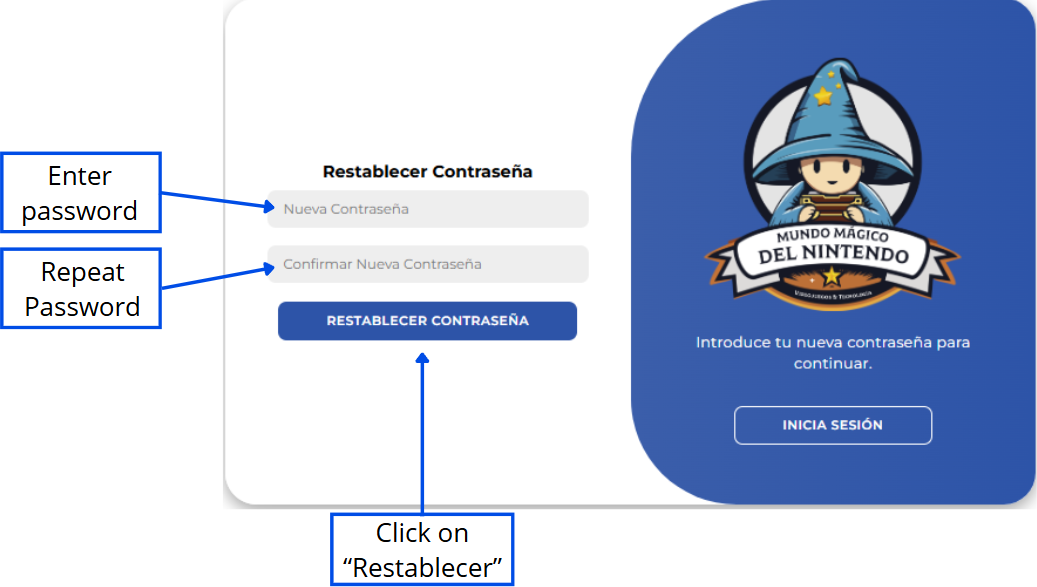 Enter
password
Repeat
Password
Restablecer Contraseña
Nueva Contraseña
Confirmar Nueva Contraseña
RESTABLECER CONTRASEÑA
Click on
“Restablecer”
MUNDO MÁGICO
DEL NINTENDO
VIDEOJUEGOS & TECNOLOGÍA
Introduce tu nueva contraseña para
continuar.
INICIA SESIÓN